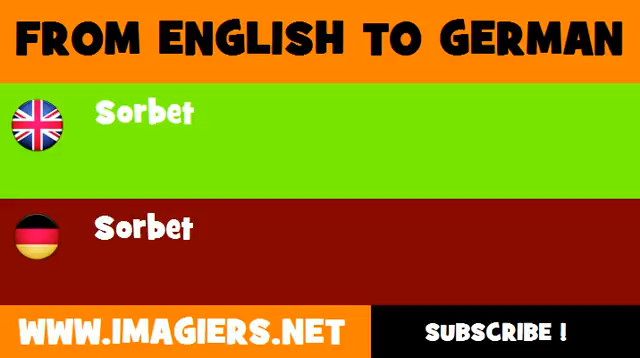 FROM ENGLISH TO GERMAN
Sorbet
Sorbet
WWW.IMAGIERS.NET
SUBSCRIBE !